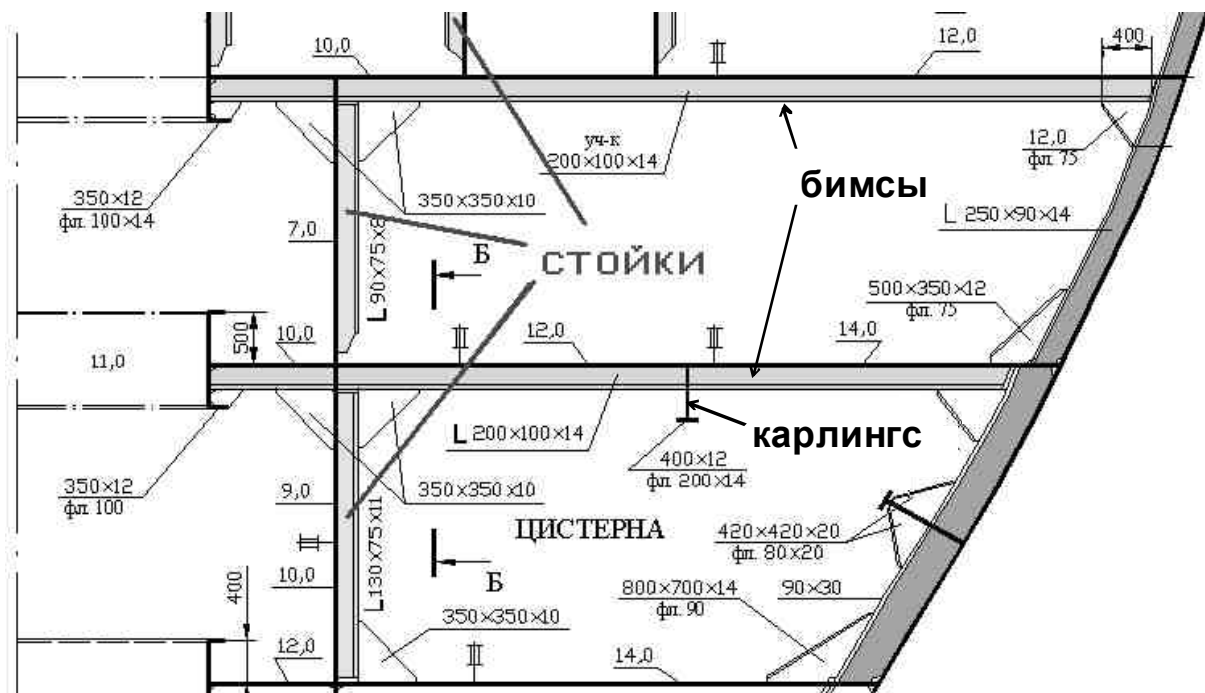 10,0
12,0
400
уч-к
200×100×14
12,0
фл. 75
бимсы
350×12
фл. 100×14
350×350×10
L 250×90×14
7,0
L 90×75×8
Б
СТОЙКИ
500×350×12
фл. 75
500
10,0
12,0
14,0
11,0
L 200×100×14
карлингс
400×12
фл. 200×14
350×12
фл. 100
9,0
350×350×10
ЦИСТЕРНА
420×420×20
фл. 80×20
L130×75×11
Б
10,0
400
800×700×14
фл. 90
90×30
350×350×10
12,0
14,0